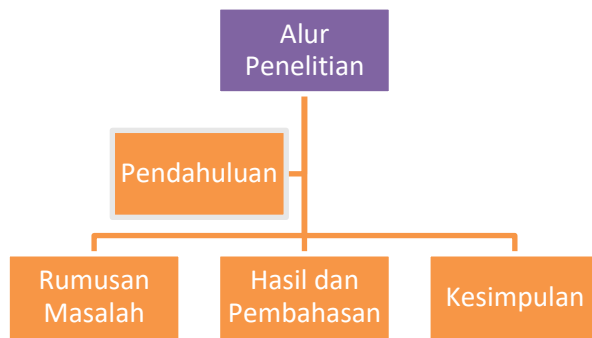 Alur
Penelitian
Pendahuluan
Rumusan
Masalah
Hasil dan
Pembahasan
Kesimpulan